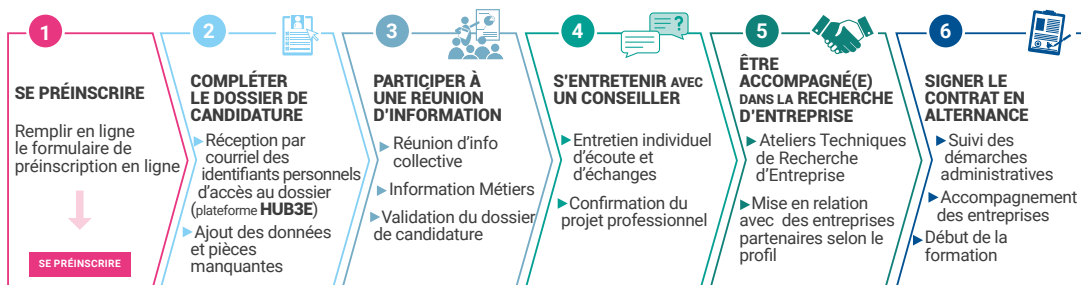 1
SE PRÉINSCRIRE
Remplir en ligne
le formulaire de
préinscription en ligne
SE PRÉINSCRIRE
2
COMPLÉTER
LE DOSSIER DE
CANDIDATURE
▶Réception par
courriel des
identifiants personnels
d'accès au dossier
(plateforme HUB3E)
▶Ajout des données
et pièces
manquantes
3
PARTICIPER À
UNE RÉUNION
D'INFORMATION
▶Réunion d'info
collective
▶Information Métiers
▶Validation du dossier
de candidature
4
?
S'ENTRETENIR AVEC
UN CONSEILLER
▶Entretien individuel
d'écoute et
d'échanges
▶Confirmation du
projet professionnel
5
ÊTRE
ACCOMPAGNÉ(E)
DANS LA RECHERCHE
D'ENTREPRISE
▶Ateliers Techniques
de Recherche
d'Entreprise
▶Mise en relation
avec des entreprises
partenaires selon le
profil
6
SIGNER LE
CONTRAT EN
ALTERNANCE
▶Suivi des
démarches
administratives
▶Accompagnement
des entreprises
▶Début de la
formation